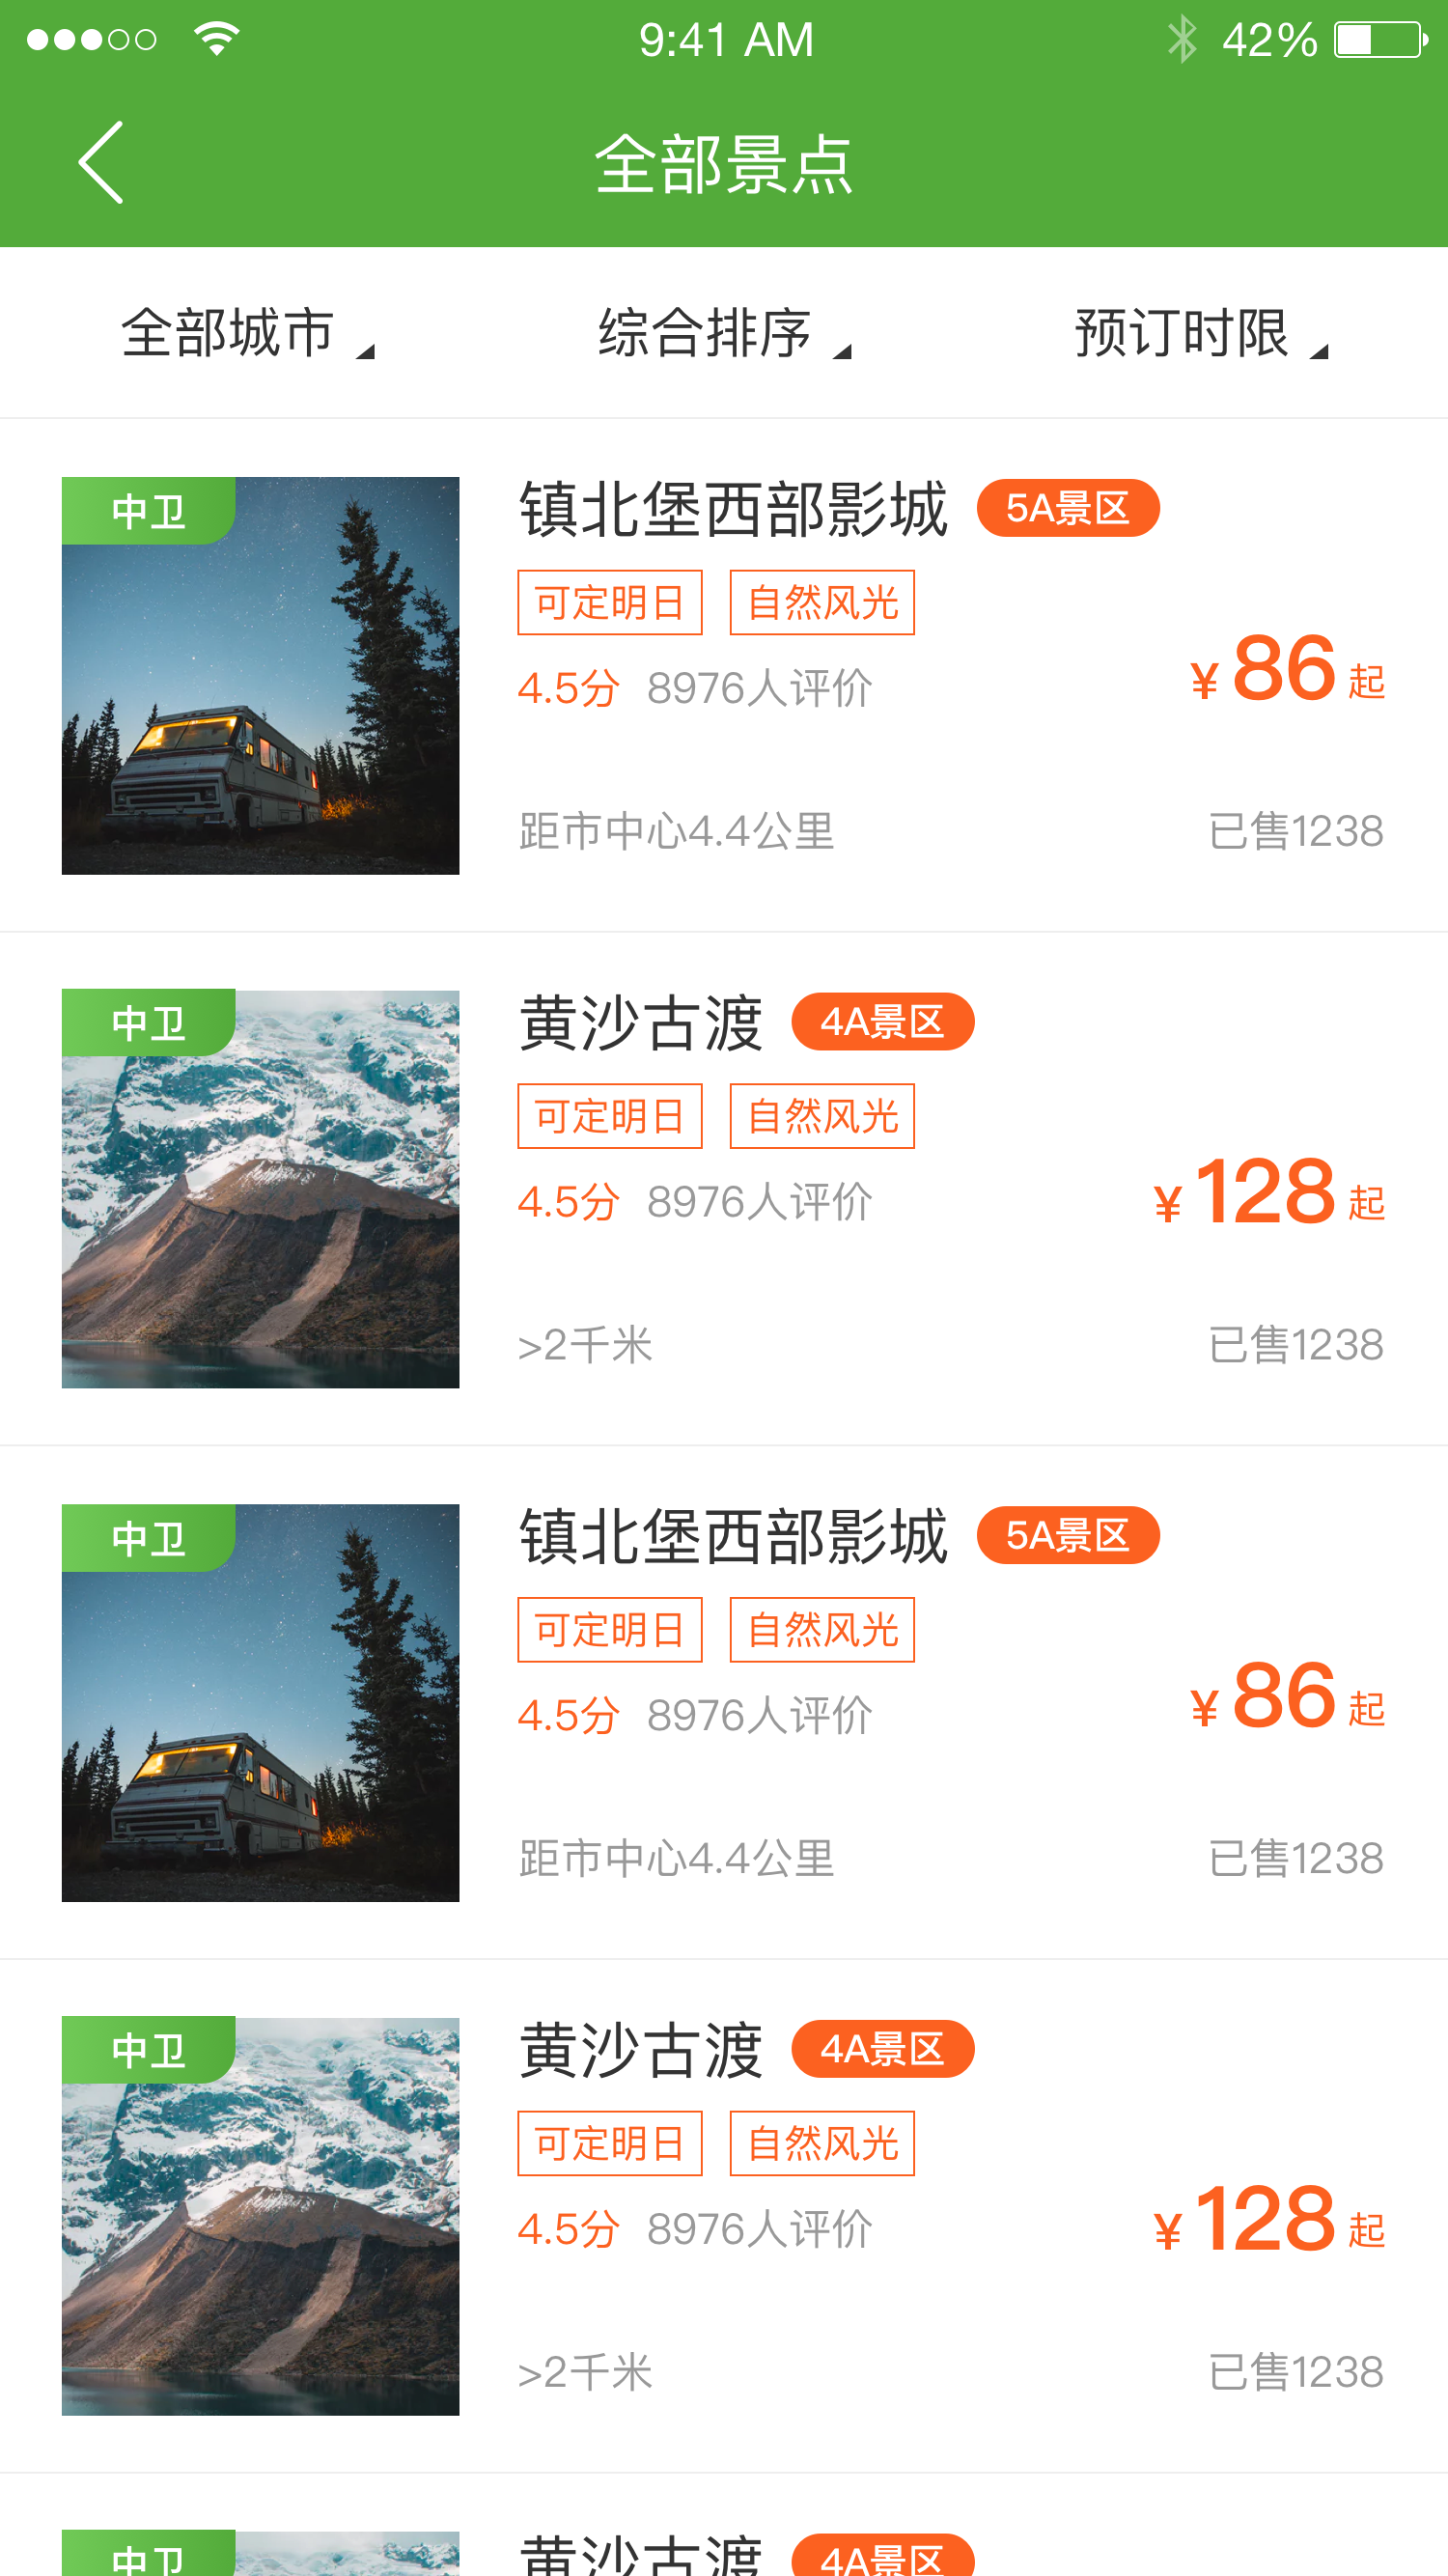 9:41 AM 42%
全部景点
全部城市 综合排序 预订时限
中卫 镇北堡西部影城 5A景区
可定明日 自然风光
4.5分 8976人评价 ¥86起
距市中心4.4公里 已售1238
中卫 黄沙古渡 4A景区
可定明日 自然风光
4.5分 8976人评价 ¥128起
>2千米 已售1238
中卫 镇北堡西部影城 5A景区
可定明日 自然风光
4.5分 8976人评价 ¥86起
距市中心4.4公里 已售1238
中卫 黄沙古渡 4A景区
可定明日 自然风光
4.5分 8976人评价 ¥128起
>2千米 已售1238
中卫 黄沙古渡 4A景区